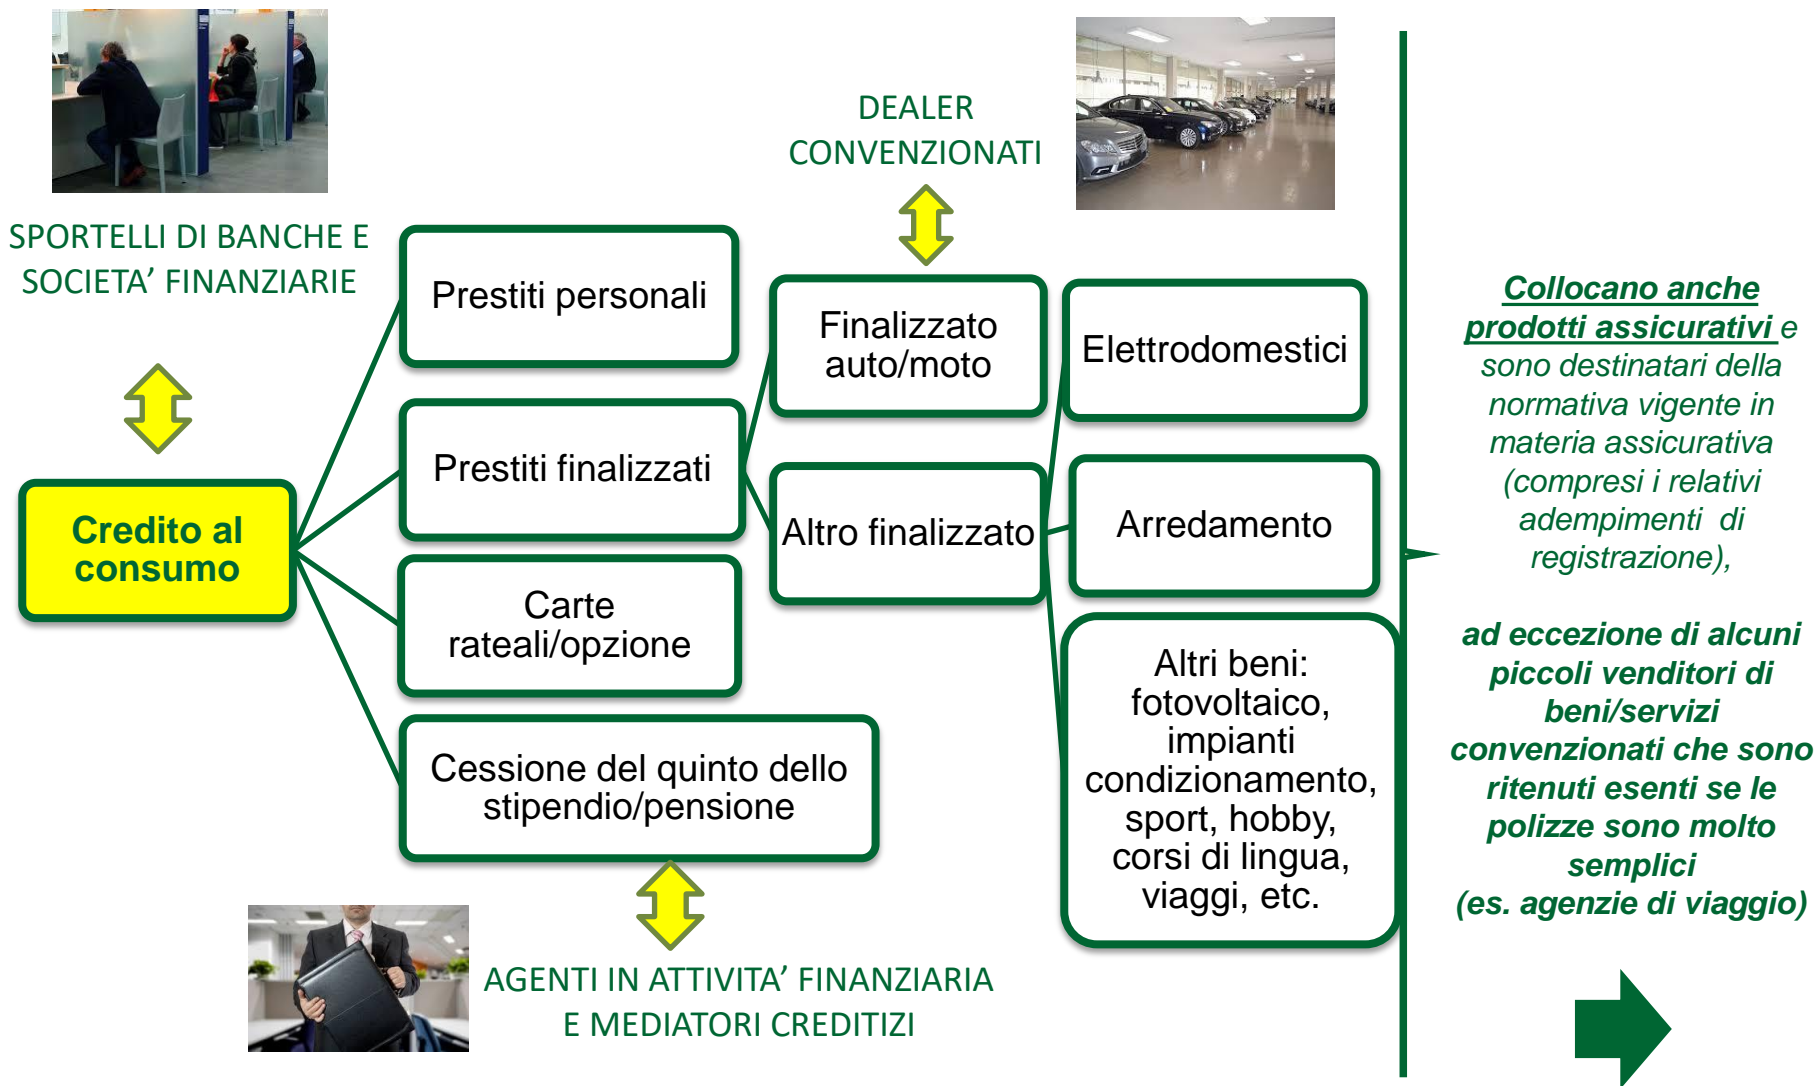 SPORTELLI DI BANCHE E
SOCIETA’ FINANZIARIE
DEALER
CONVENZIONATI
Credito al
consumo
Prestiti personali
Prestiti finalizzati
Carte
rateali/opzione
Cessione del quinto dello
stipendio/pensione
Finalizzato
auto/moto
Altro finalizzato
Elettrodomestici
Arredamento
Altri beni:
fotovoltaico,
impianti
condizionamento,
sport, hobby,
corsi di lingua,
viaggi, etc.
AGENTI IN ATTIVITA’ FINANZIARIA
E MEDIATORI CREDITIZI
Collocano anche
prodotti assicurativi e
sono destinatari della
normativa vigente in
materia assicurativa
(compresi i relativi
adempimenti di
registrazione),
ad eccezione di alcuni
piccoli venditori di
beni/servizi
convenzionati che sono
ritenuti esenti se le
polizze sono molto
semplici
(es. agenzie di viaggio)